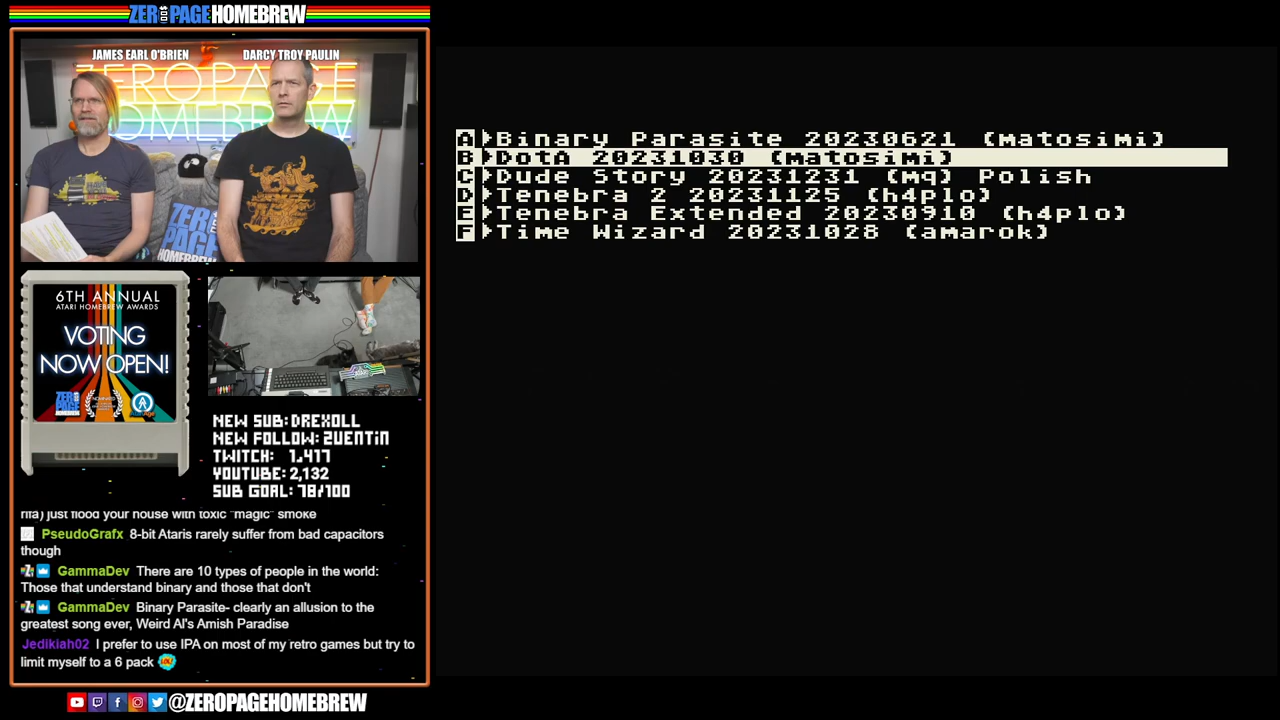 ZEROPAGE HOMEBREW
JAMES EARL O'BRIEN
DARCY TROY PAULIN
ZEROPAGE
HOMEBREW
ZERO
PAGE
HOMEBREW
6TH ANNUAL
ATARI HOMEBREW AWARDS
VOTING
NOW OPEN!
NEW SUB: DREXOLL
NEW FOLLOW: ZUENTIN
TWITCH: 1,417
YOUTUBE: 2,132
SUB GOAL: 78/100
rifa) just flood your house with toxic "magic" smoke
PseudoGrafx 8-bit Ataris rarely suffer from bad capacitors
though
GammaDev There are 10 types of people in the world:
Those that understand binary and those that don't
GammaDev Binary Parasite- clearly an allusion to the
greatest song ever, Weird Al's Amish Paradise
Jedikiah02 I prefer to use IPA on most of my retro games but try to
limit myself to a 6 pack
@ZEROPAGEHOMEBREW
A Binary Parasite 20230621 (matosimi)
B DotA 20231030 (matosimi)
C Dude Story 20231231 (mq) Polish
D Tenebra 2 20231125 (h4plo)
E Tenebra Extended 20230910 (h4plo)
F Time Wizard 20231028 (amarok)